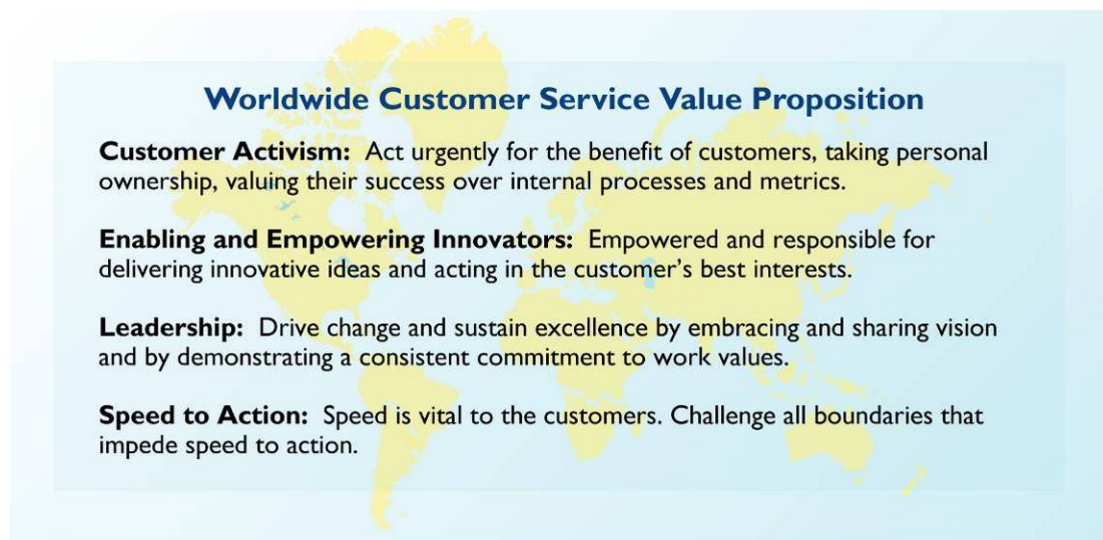 Worldwide Customer Service Value Proposition
Customer Activism: Act urgently for the benefit of customers, taking personal
ownership, valuing their success over internal processes and metrics.
Enabling and Empowering Innovators: Empowered and responsible for
delivering innovative ideas and acting in the customer's best interests.
Leadership: Drive change and sustain excellence by embracing and sharing vision
and by demonstrating a consistent commitment to work values.
Speed to Action: Speed is vital to the customers. Challenge all boundaries that
impede speed to action.